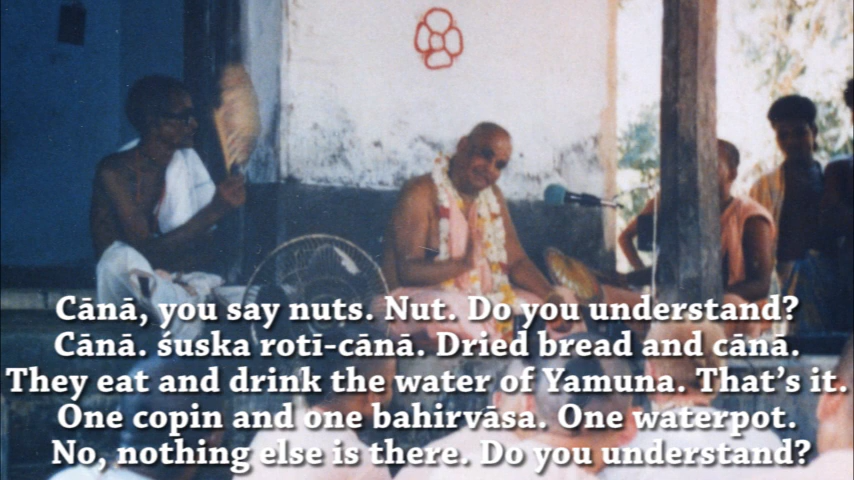 Cānā, you say nuts. Nut. Do you understand?
Cānā. śuska rotī-cānā. Dried bread and cānā.
They eat and drink the water of Yamuna. That’s it.
One copin and one bahirvāsa. One waterpot.
No, nothing else is there. Do you understand?